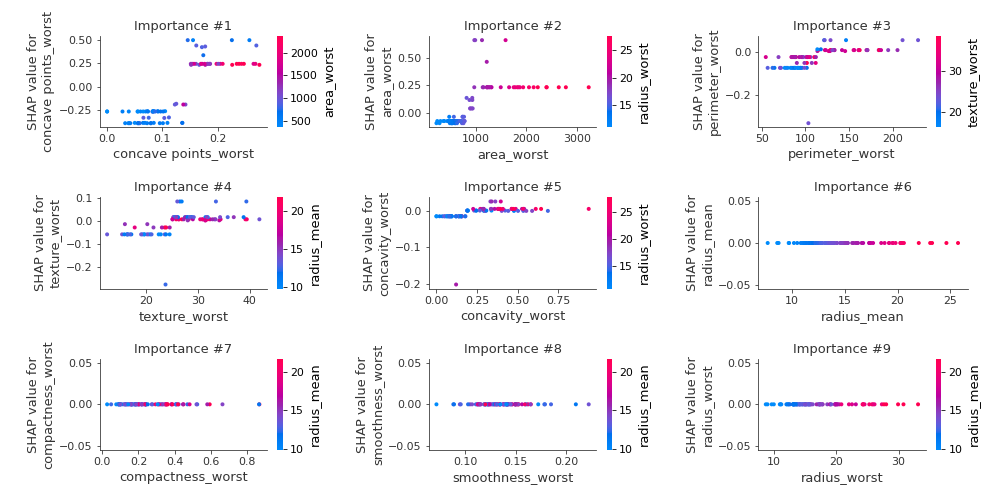 Importance #1
SHAP value for
concave points_worst
0.50
0.25
0.00
−0.25
0.0
0.1
0.2
concave points_worst
2000
1500
1000
500
area_worst
Importance #2
SHAP value for
area_worst
0.50
0.25
0.00
1000
2000
3000
area_worst
25
20
15
radius_worst
Importance #3
SHAP value for
perimeter_worst
0.0
−0.2
50
100
150
200
perimeter_worst
30
20
texture_worst
Importance #4
SHAP value for
texture_worst
0.1
0.0
−0.1
−0.2
20
30
40
texture_worst
20
15
10
radius_mean
Importance #5
SHAP value for
concavity_worst
0.0
−0.1
−0.2
0.00
0.25
0.50
0.75
concavity_worst
25
20
15
radius_worst
Importance #6
SHAP value for
radius_mean
0.05
0.00
−0.05
10
15
20
25
radius_mean
Importance #7
SHAP value for
compactness_worst
0.05
0.00
−0.05
0.0
0.2
0.4
0.6
0.8
compactness_worst
20
15
10
radius_mean
Importance #8
SHAP value for
smoothness_worst
0.05
0.00
−0.05
0.10
0.15
0.20
smoothness_worst
20
15
10
radius_mean
Importance #9
SHAP value for
radius_worst
0.05
0.00
−0.05
10
20
30
radius_worst
20
15
10
radius_mean